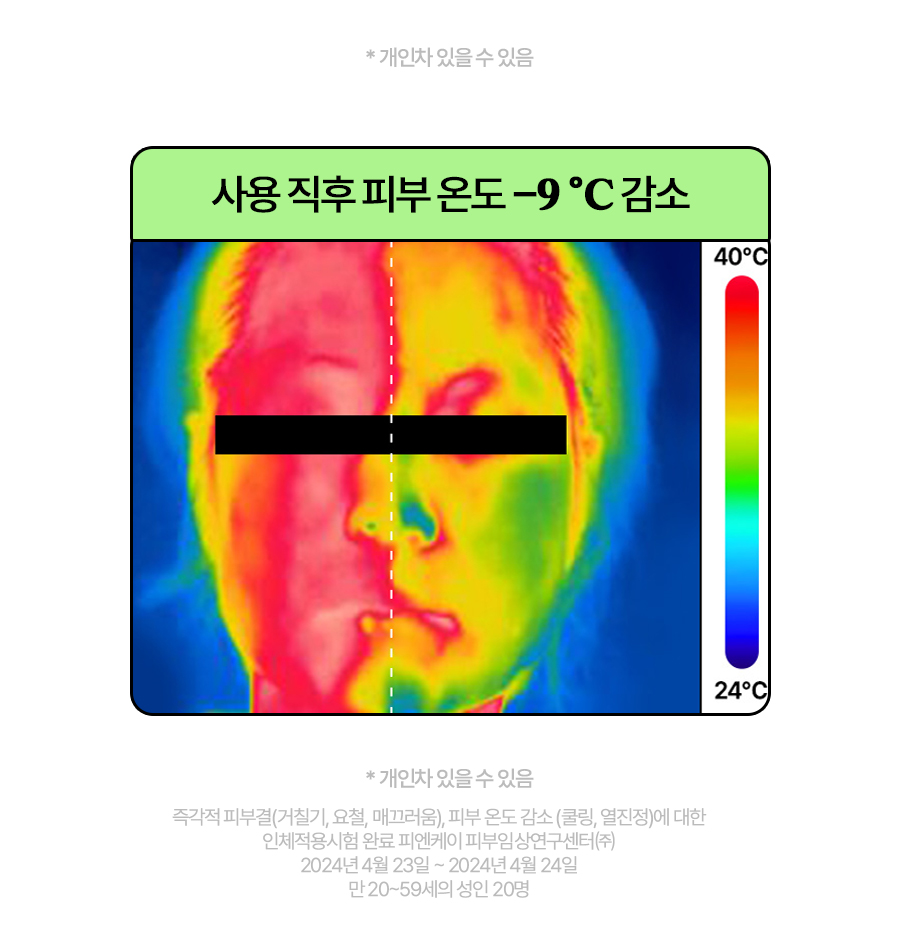 * 개인차 있을 수 있음
사용 직후 피부 온도 –9 ℃ 감소
40°C
24°C
* 개인차 있을 수 있음
즉각적 피부결(거칠기, 요철, 매끄러움), 피부 온도 감소 (쿨링, 열진정)에 대한
인체적용시험 완료 피엔케이 피부임상연구센터㈜
2024년 4월 23일 ~ 2024년 4월 24일
만 20~59세의 성인 20명